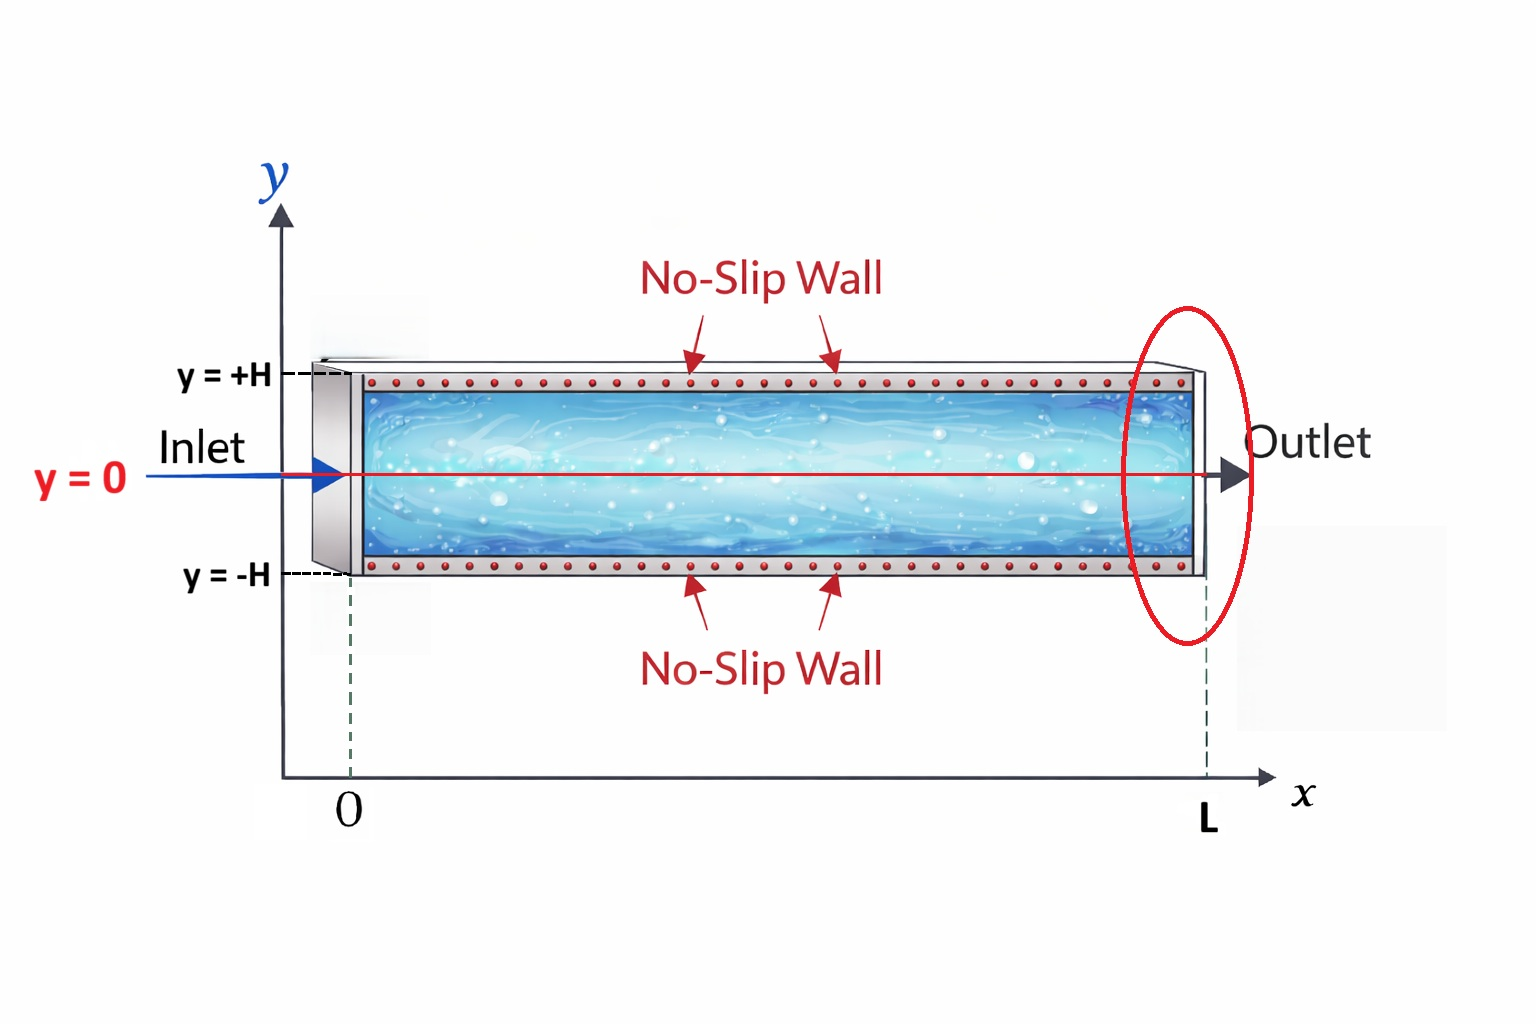 y
No-Slip Wall
y = +H
Inlet
Outlet
y = 0
y = -H
No-Slip Wall
0
L
x